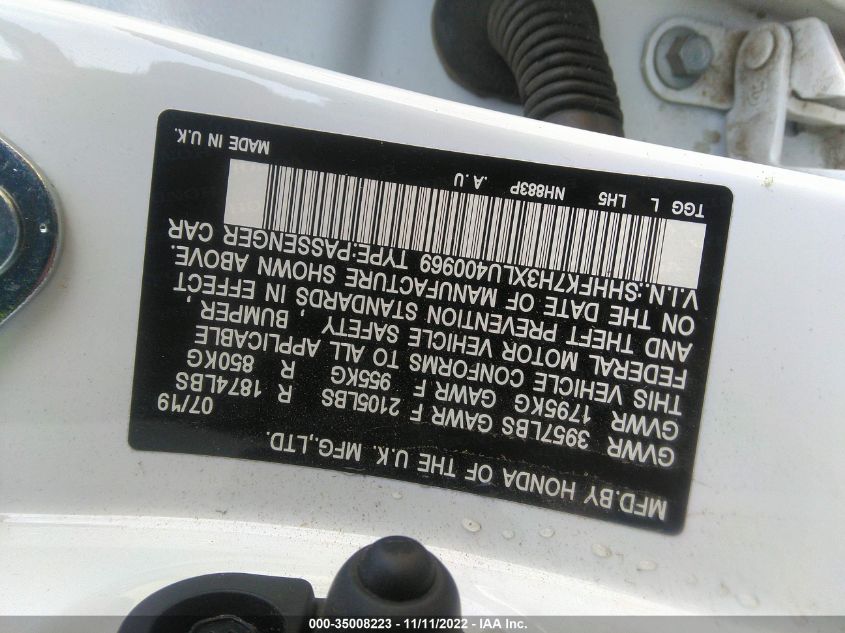 MFD.BY HONDA OF THE U.K. MFG.,LTD.
07/'19
GVWR 3957LBS GAWR F 2105LBS R 1874LBS
GVWR 1795KG GAWR F 955KG R 850KG
THIS VEHICLE CONFORMS TO ALL APPLICABLE
FEDERAL MOTOR VEHICLE SAFETY, BUMPER,
AND THEFT PREVENTION STANDARDS IN EFFECT
ON THE DATE OF MANUFACTURE SHOWN ABOVE.
V.I.N.:SHHFK7H3XLU400969 TYPE:PASSENGER CAR
TGG L LH5 NH883P .A.U MADE IN U.K.
000-35008223 - 11/11/2022 - IAA Inc.